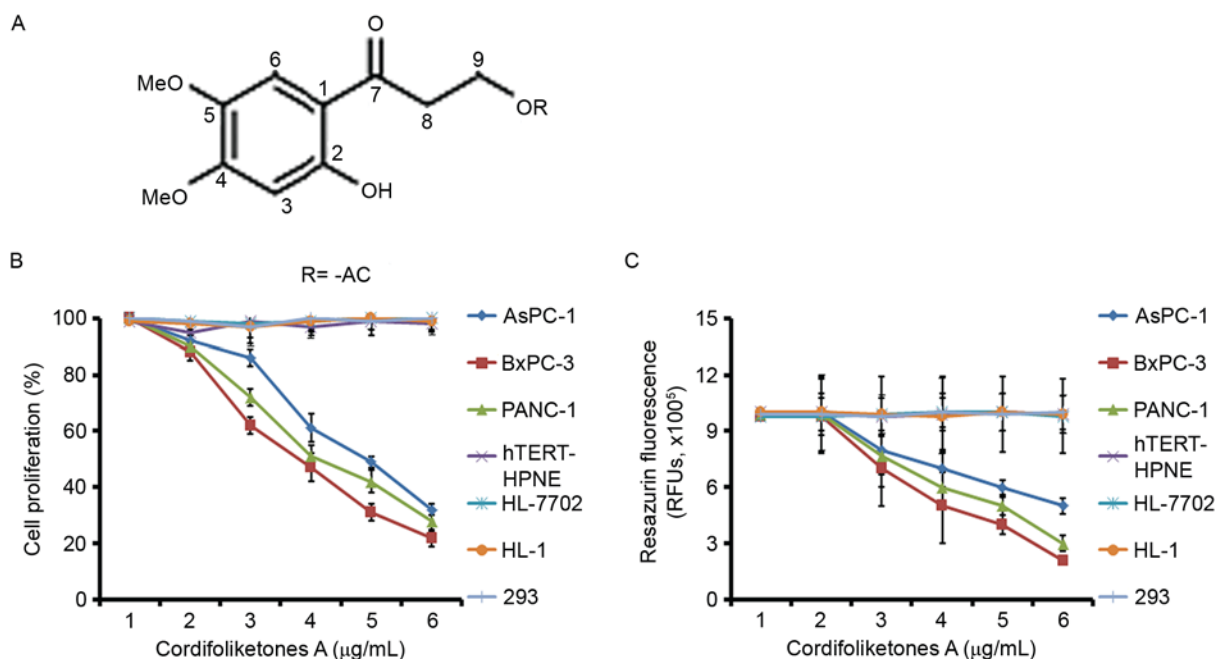 A
O
6
9
MeO
1
7
OR
5
8
2
4
MeO
OH
3
B
R= -AC
C
100
80
60
40
20
0
Cell proliferation (%)
1 2 3 4 5 6
Cordifoliketones A (μg/mL)
AsPC-1
BxPC-3
PANC-1
hTERT-
HPNE
HL-7702
HL-1
293
15
12
9
6
3
0
Resazurin fluorescence
(RFUs, x100⁵)
1 2 3 4 5 6
Cordifoliketones A (μg/mL)
AsPC-1
BxPC-3
PANC-1
hTERT-
HPNE
HL-7702
HL-1
293